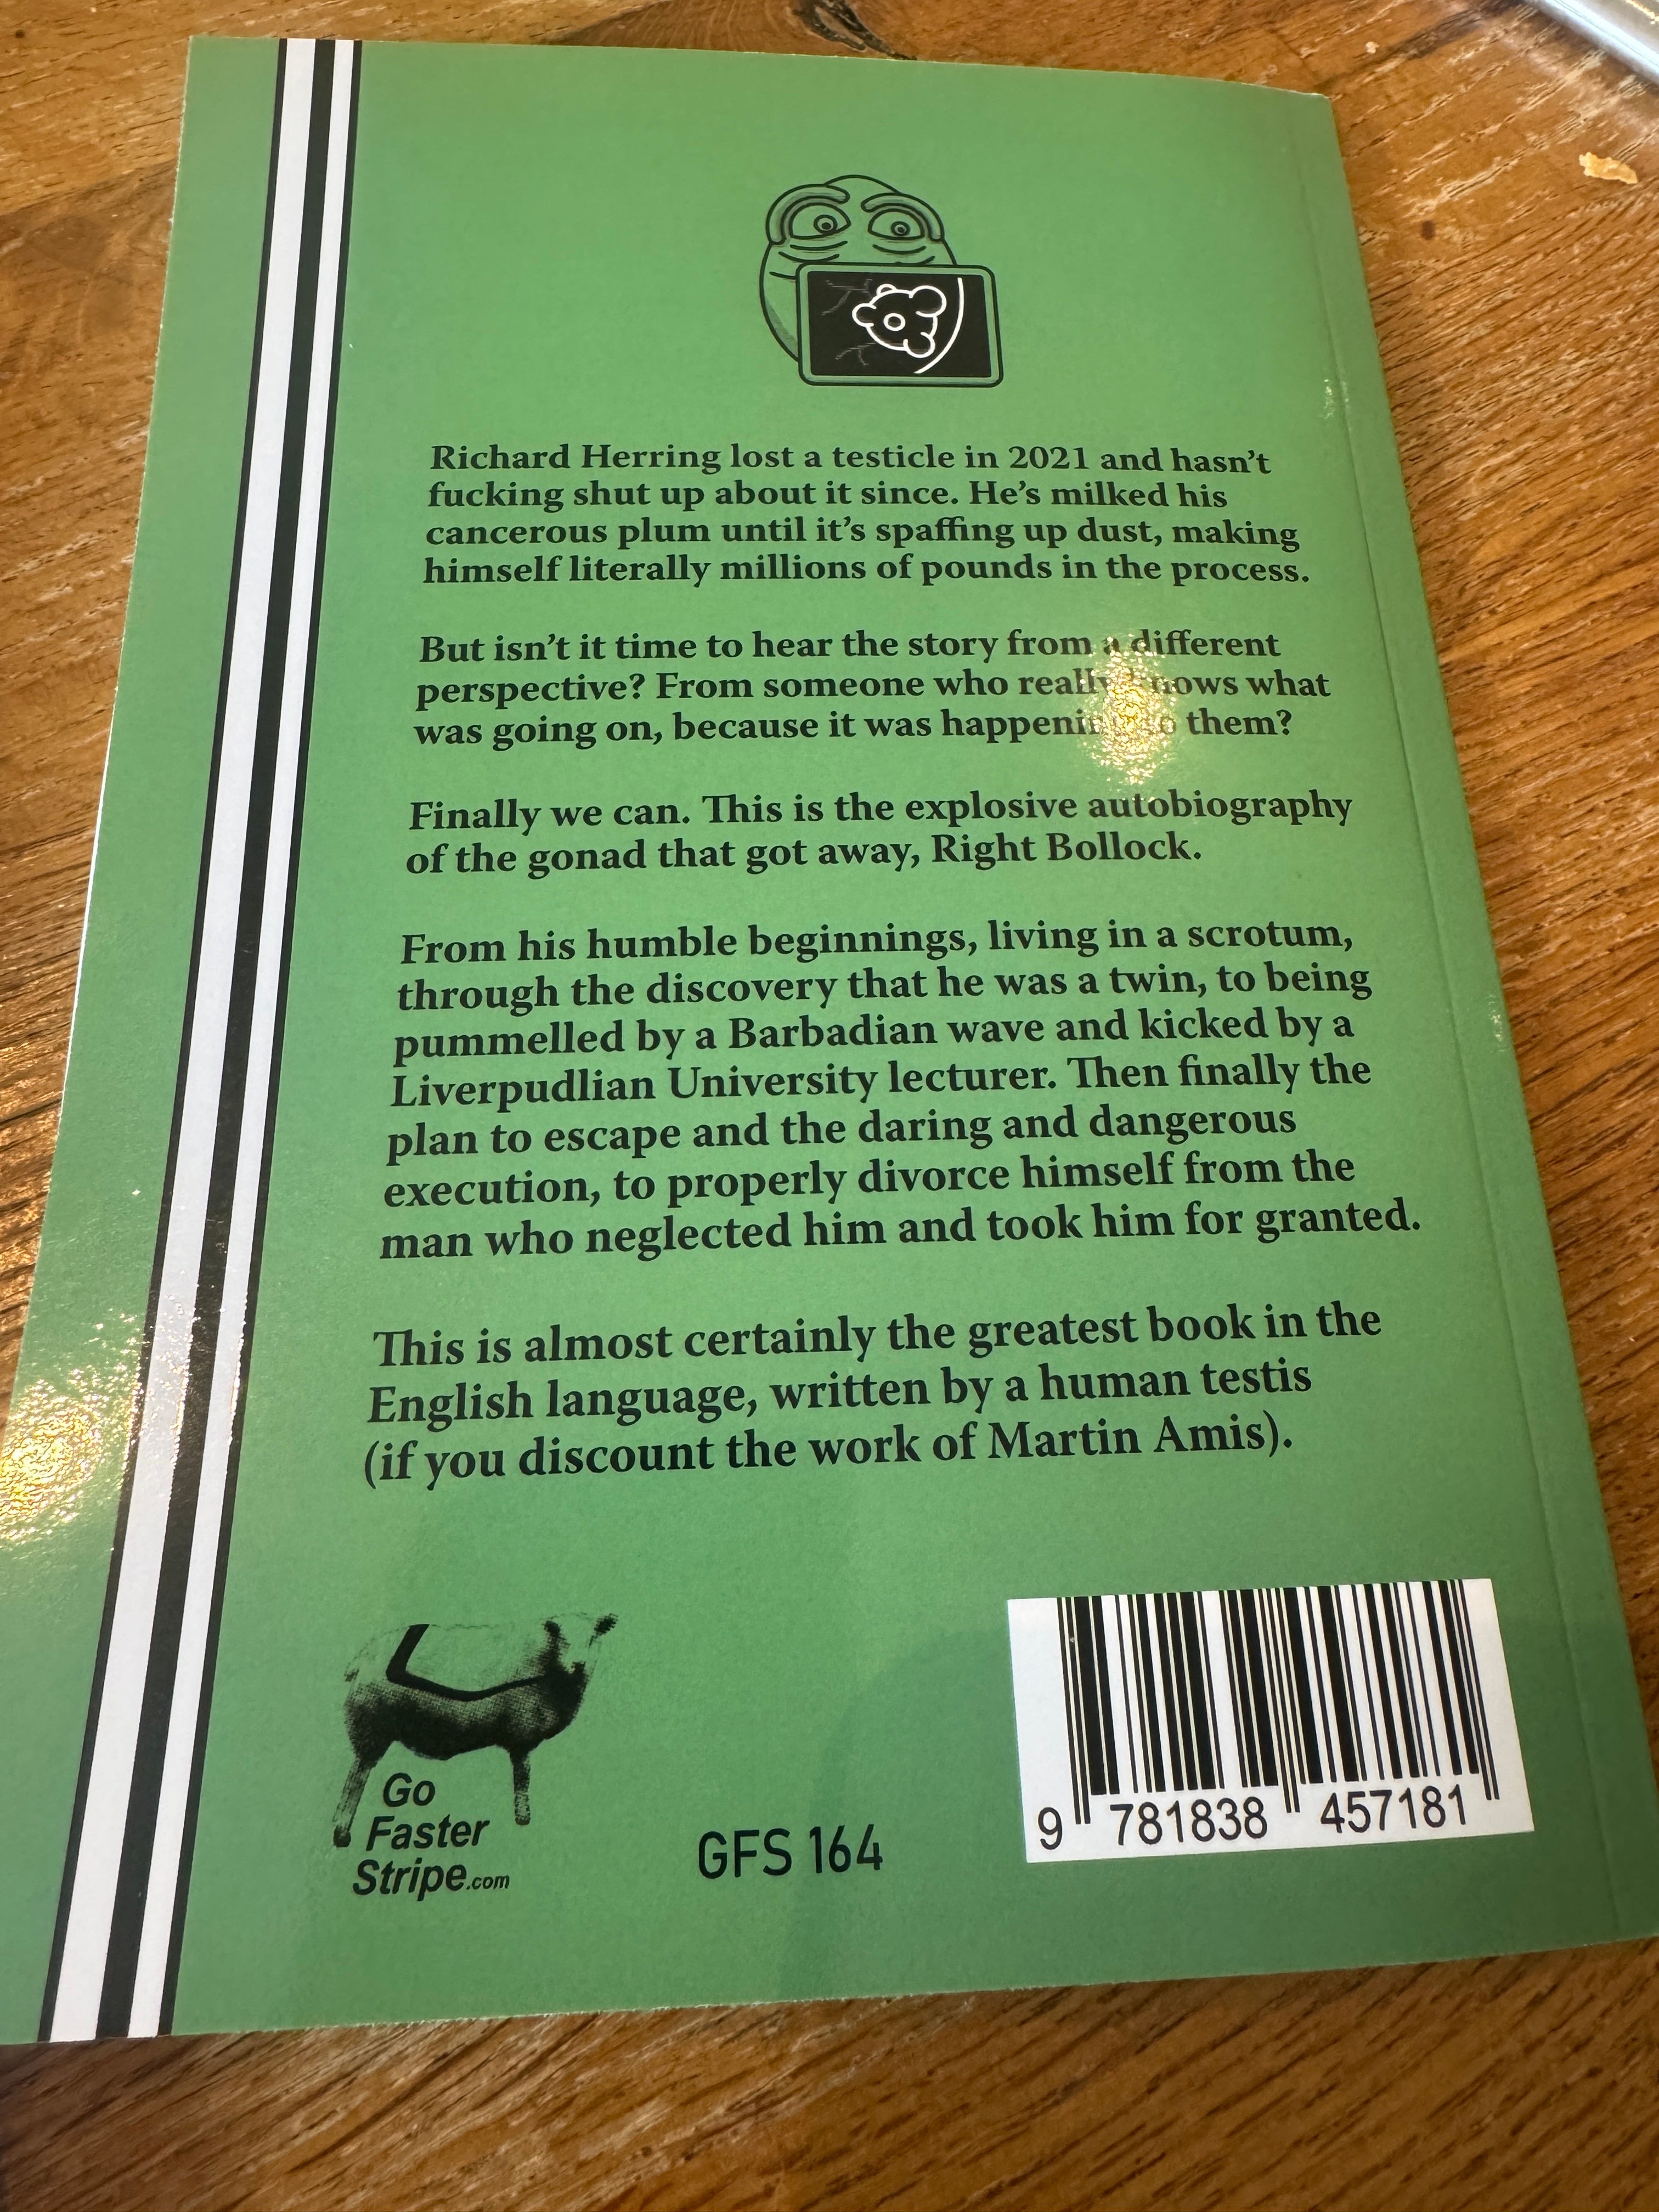 Richard Herring lost a testicle in 2021 and hasn't
fucking shut up about it since. He's milked his
cancerous plum until it's spaffing up dust, making
himself literally millions of pounds in the process.
But isn't it time to hear the story from a different
perspective? From someone who really knows what
was going on, because it was happening to them?
Finally we can. This is the explosive autobiography
of the gonad that got away, Right Bollock.
From his humble beginnings, living in a scrotum,
through the discovery that he was a twin, to being
pummelled by a Barbadian wave and kicked by a
Liverpudlian University lecturer. Then finally the
plan to escape and the daring and dangerous
execution, to properly divorce himself from the
man who neglected him and took him for granted.
This is almost certainly the greatest book in the
English language, written by a human testis
(if you discount the work of Martin Amis).
Go
Faster
Stripe.com
GFS 164
9 781838 457181